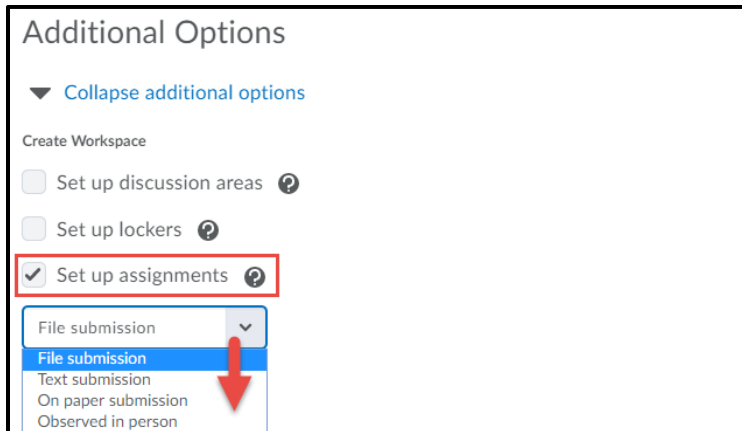 Additional Options
Collapse additional options
Create Workspace
Set up discussion areas
Set up lockers
Set up assignments
File submission
File submission
Text submission
On paper submission
Observed in person